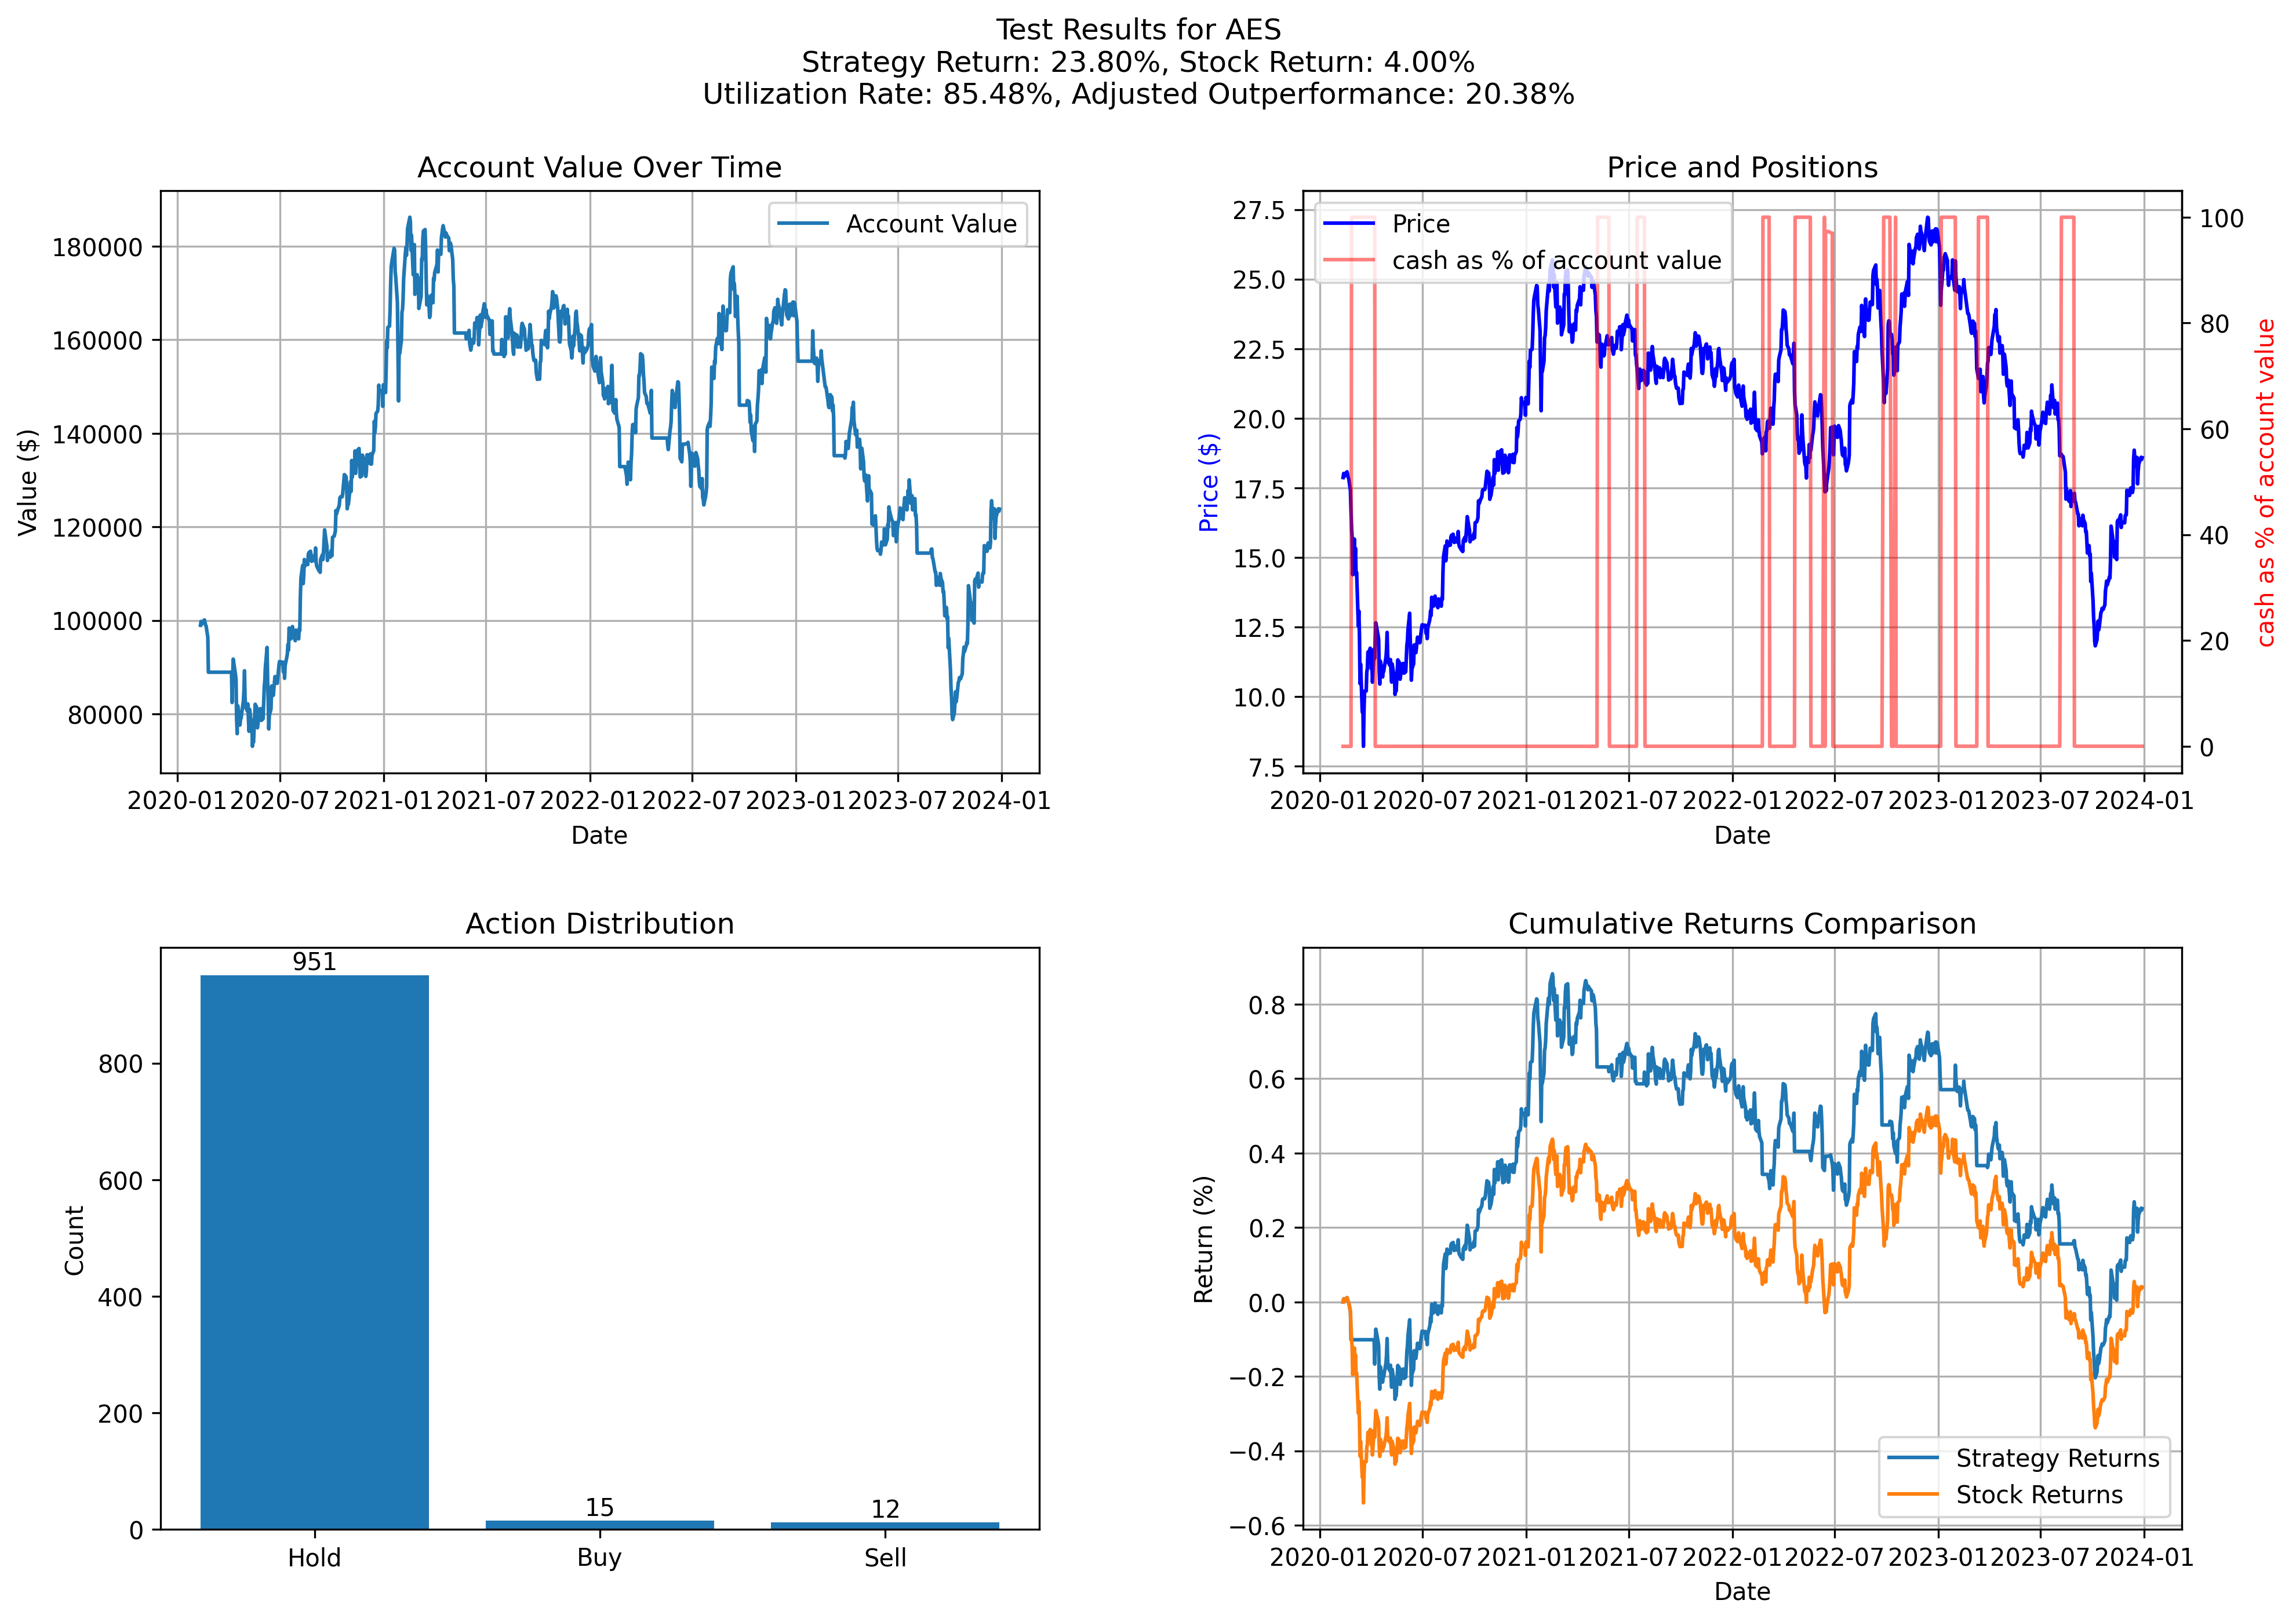 Test Results for AES
Strategy Return: 23.80%, Stock Return: 4.00%
Utilization Rate: 85.48%, Adjusted Outperformance: 20.38%
Account Value Over Time
Account Value
180000
160000
140000
120000
100000
80000
Value ($)
2020-01 2020-07 2021-01 2021-07 2022-01 2022-07 2023-01 2023-07 2024-01
Date
Price and Positions
Price
cash as % of account value
27.5
25.0
22.5
20.0
17.5
15.0
12.5
10.0
7.5
Price ($)
100
80
60
40
20
0
cash as % of account value
2020-01 2020-07 2021-01 2021-07 2022-01 2022-07 2023-01 2023-07 2024-01
Date
Action Distribution
951
15
12
800
600
400
200
0
Count
Hold Buy Sell
Cumulative Returns Comparison
0.8
0.6
0.4
0.2
0.0
−0.2
−0.4
−0.6
Return (%)
Strategy Returns
Stock Returns
2020-01 2020-07 2021-01 2021-07 2022-01 2022-07 2023-01 2023-07 2024-01
Date